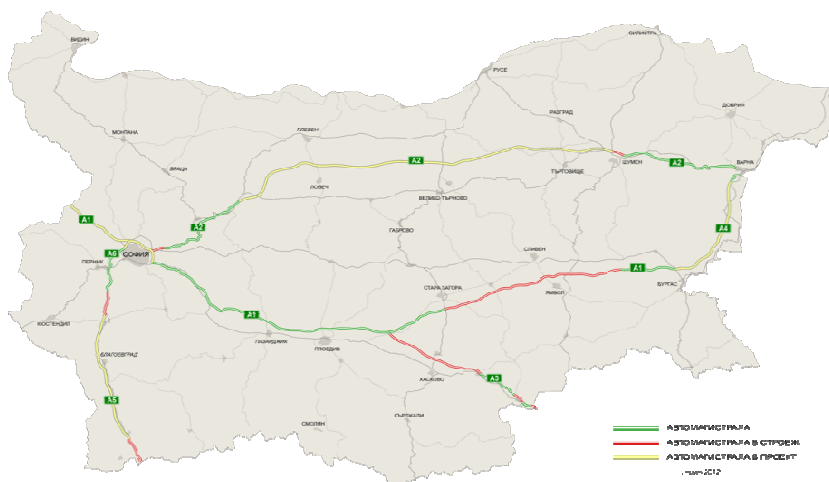 ВИДИН
СИЛИСТРА
РУСЕ
ДОБРИЧ
РАЗГРАД
МОНТАНА
ПЛЕВЕН
A2
ШУМЕН
A2
ВАРНА
ВРАЦА
ТЪРГОВИЩЕ
ЛОВЕЧ
ВЕЛИКО ТЪРНОВО
A1
A2
A4
ГАБРОВО
A6
СОФИЯ
СЛИВЕН
ПЕРНИК
A1
БУРГАС
СТАРА ЗАГОРА
ЯМБОЛ
A1
КЮСТЕНДИЛ
ПАЗАРДЖИК
ПЛОВДИВ
БЛАГОЕВГРАД
ХАСКОВО
A3
A5
КЪРДЖАЛИ
СМОЛЯН
АВТОМАГИСТРАЛА
АВТОМАГИСТРАЛА В СТРОЕЖ
АВТОМАГИСТРАЛА В ПРОЕКТ
2012